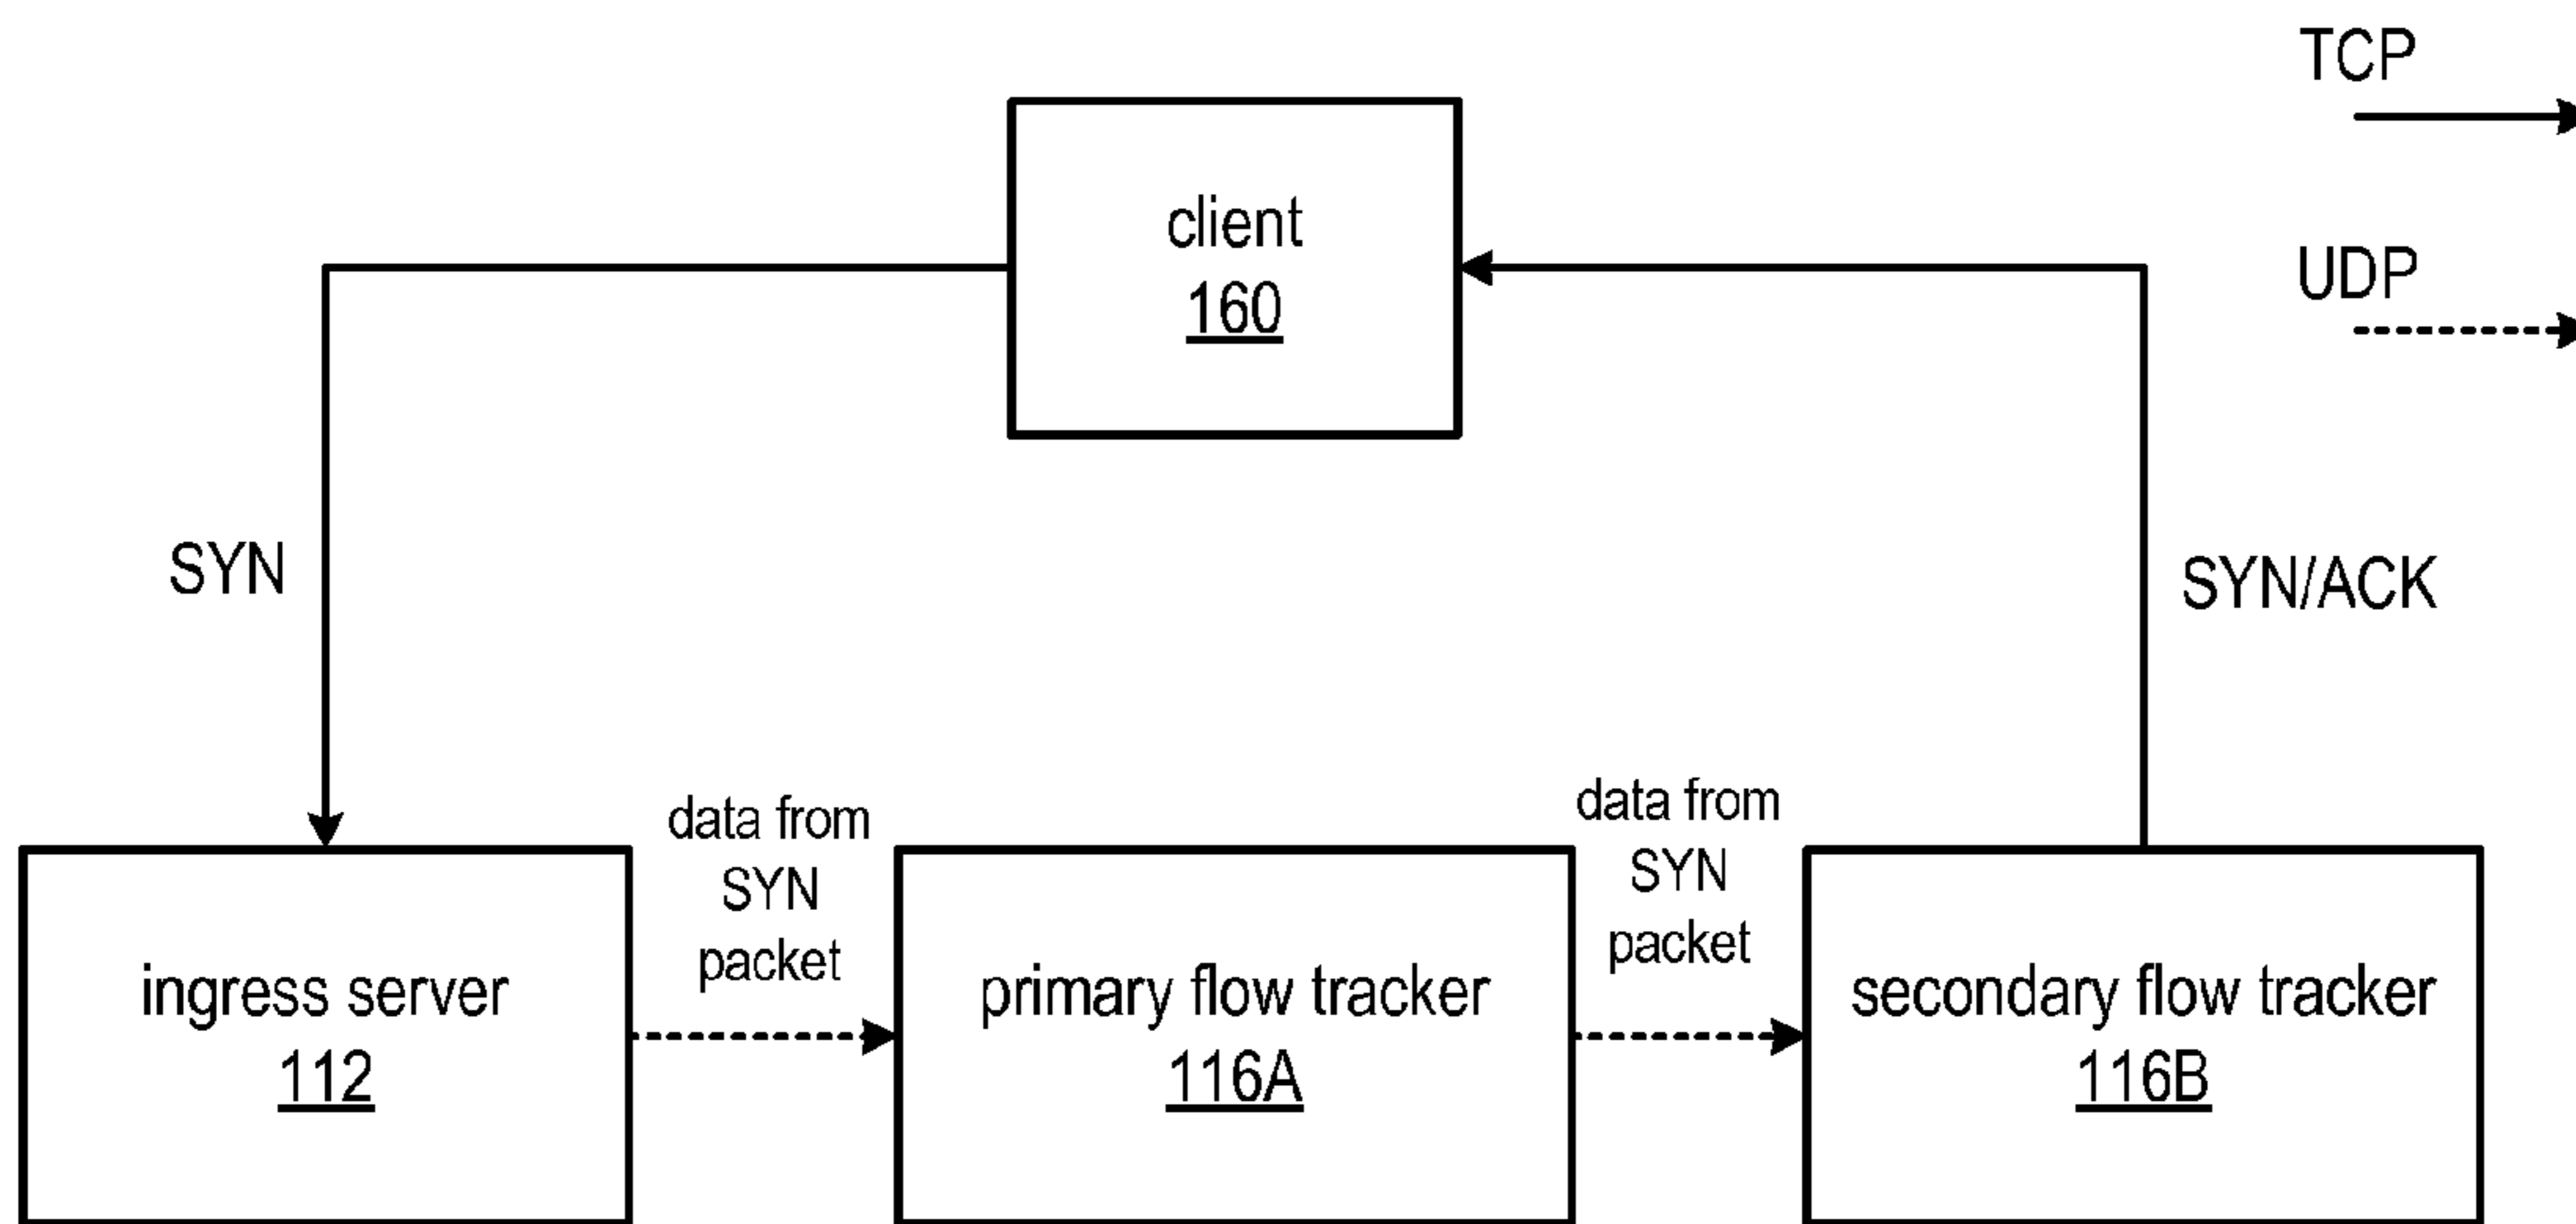 TCP
client
160
UDP
SYN
SYN/ACK
data from
SYN
packet
data from
SYN
packet
ingress server
112
primary flow tracker
116A
secondary flow tracker
116B